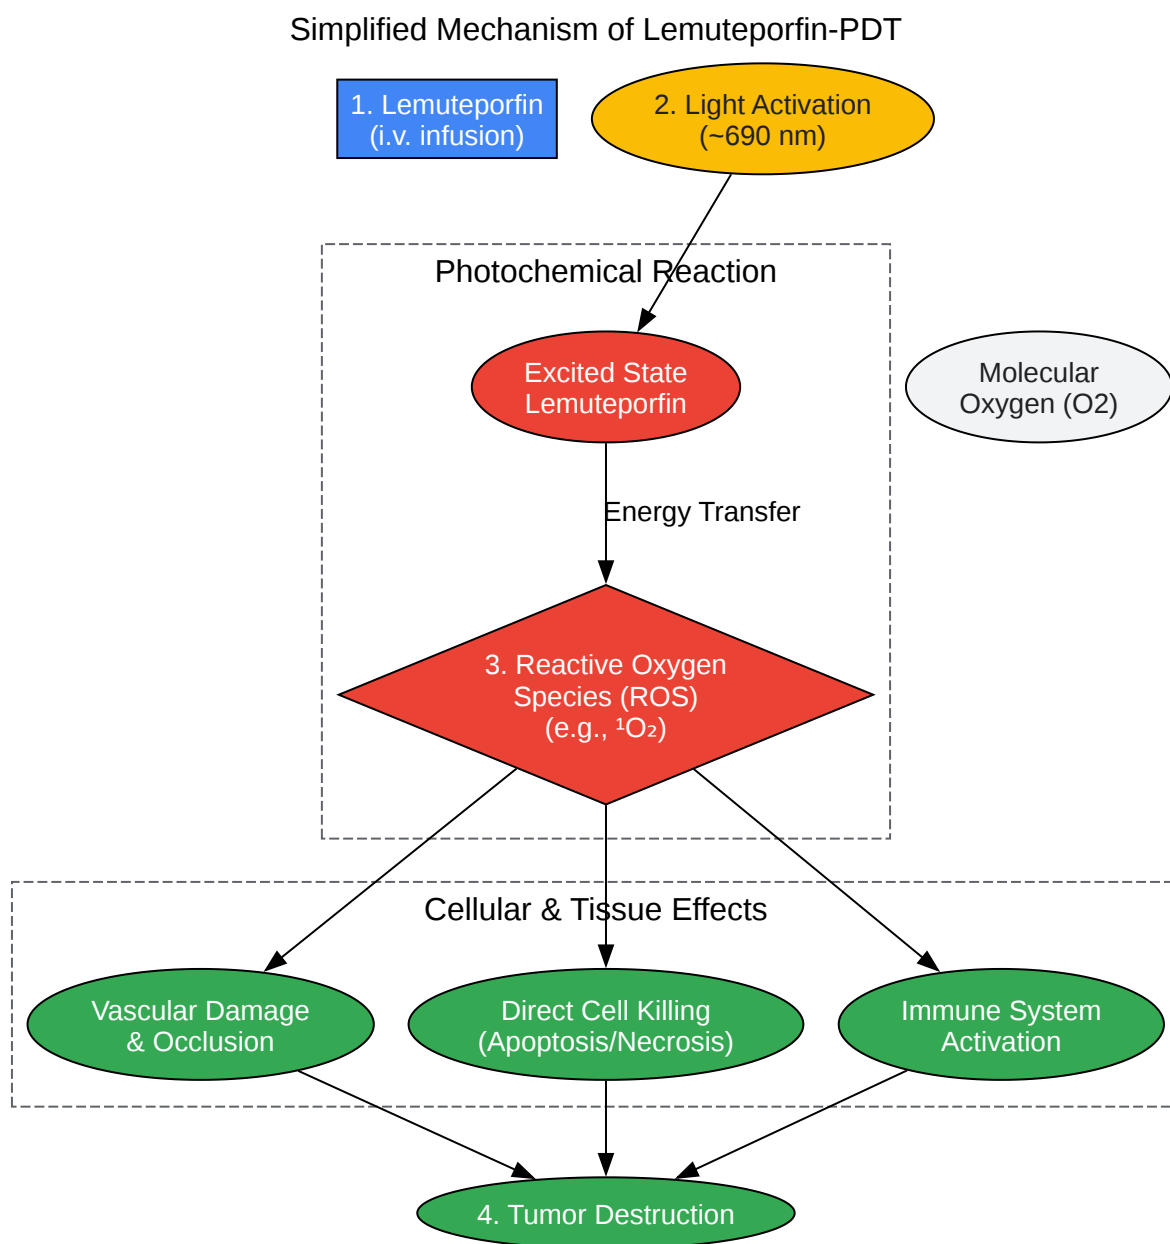 Simplified Mechanism of Lemuteporfin-PDT
1. Lemuteporfin
(i.v. infusion)
2. Light Activation
(~690 nm)
Photochemical Reaction
Excited State
Lemuteporfin
Molecular
Oxygen (O2)
Energy Transfer
3. Reactive Oxygen
Species (ROS)
(e.g., ¹O₂)
Cellular & Tissue Effects
Vascular Damage
& Occlusion
Direct Cell Killing
(Apoptosis/Necrosis)
Immune System
Activation
4. Tumor Destruction